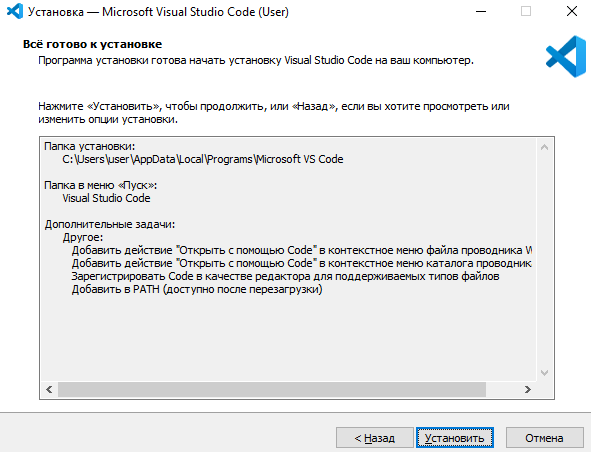 Установка — Microsoft Visual Studio Code (User)
Всё готово к установке
Программа установки готова начать установку Visual Studio Code на ваш компьютер.
Нажмите «Установить», чтобы продолжить, или «Назад», если вы хотите просмотреть или
изменить опции установки.
Папка установки:
C:\Users\user\AppData\Local\Programs\Microsoft VS Code
Папка в меню «Пуск»:
Visual Studio Code
Дополнительные задачи:
Другое:
Добавить действие "Открыть с помощью Code" в контекстное меню файла проводника W
Добавить действие "Открыть с помощью Code" в контекстное меню каталога проводник
Зарегистрировать Code в качестве редактора для поддерживаемых типов файлов
Добавить в PATH (доступно после перезагрузки)
< Назад
Установить
Отмена